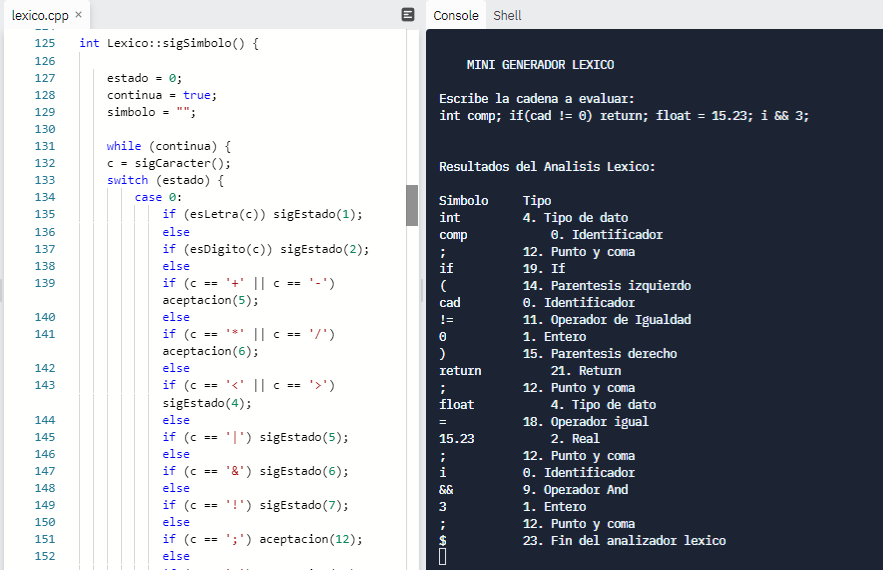 lexico.cpp ×
Console Shell
125 int Lexico::sigSimbolo() {
126
127 estado = 0;
128 continua = true;
129 simbolo = "";
130
131 while (continua) {
132 c = sigCaracter();
133 switch (estado) {
134 case 0:
135 if (esLetra(c)) sigEstado(1);
136 else
137 if (esDigito(c)) sigEstado(2);
138 else
139 if (c == '+' || c == '-')
aceptacion(5);
140 else
141 if (c == '*' || c == '/')
aceptacion(6);
142 else
143 if (c == '<' || c == '>')
sigEstado(4);
144 else
145 if (c == '|') sigEstado(5);
146 else
147 if (c == '&') sigEstado(6);
148 else
149 if (c == '!') sigEstado(7);
150 else
151 if (c == ';') aceptacion(12);
152 else
MINI GENERADOR LEXICO
Escribe la cadena a evaluar:
int comp; if(cad != 0) return; float = 15.23; i && 3;
Resultados del Analisis Lexico:
Simbolo Tipo
int 4. Tipo de dato
comp 0. Identificador
; 12. Punto y coma
if 19. If
( 14. Parentesis izquierdo
cad 0. Identificador
!= 11. Operador de Igualdad
0 1. Entero
) 15. Parentesis derecho
return 21. Return
; 12. Punto y coma
float 4. Tipo de dato
= 18. Operador igual
15.23 2. Real
; 12. Punto y coma
i 0. Identificador
&& 9. Operador And
3 1. Entero
; 12. Punto y coma
$ 23. Fin del analizador lexico